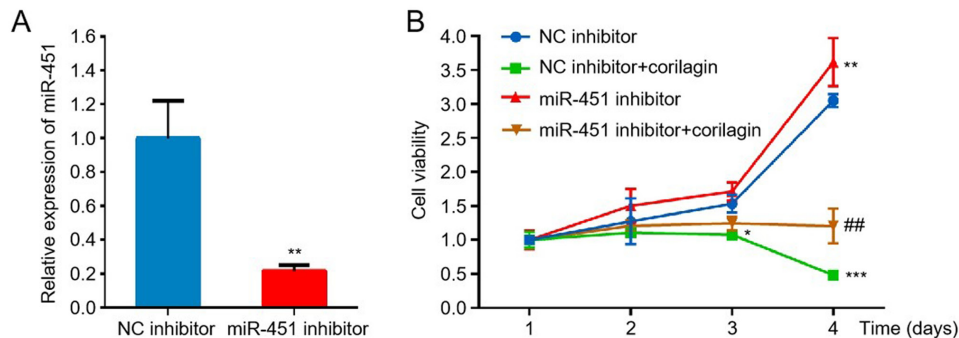 A
Relative expression of miR-451
1.6
1.4
1.2
1.0
0.8
0.6
0.4
0.2
0.0
**
NC inhibitor
miR-451 inhibitor
B
Cell viability
4.0
3.5
3.0
2.5
2.0
1.5
1.0
0.5
0.0
NC inhibitor
NC inhibitor+corilagin
miR-451 inhibitor
miR-451 inhibitor+corilagin
**
##
*
***
1 2 3 4 Time (days)